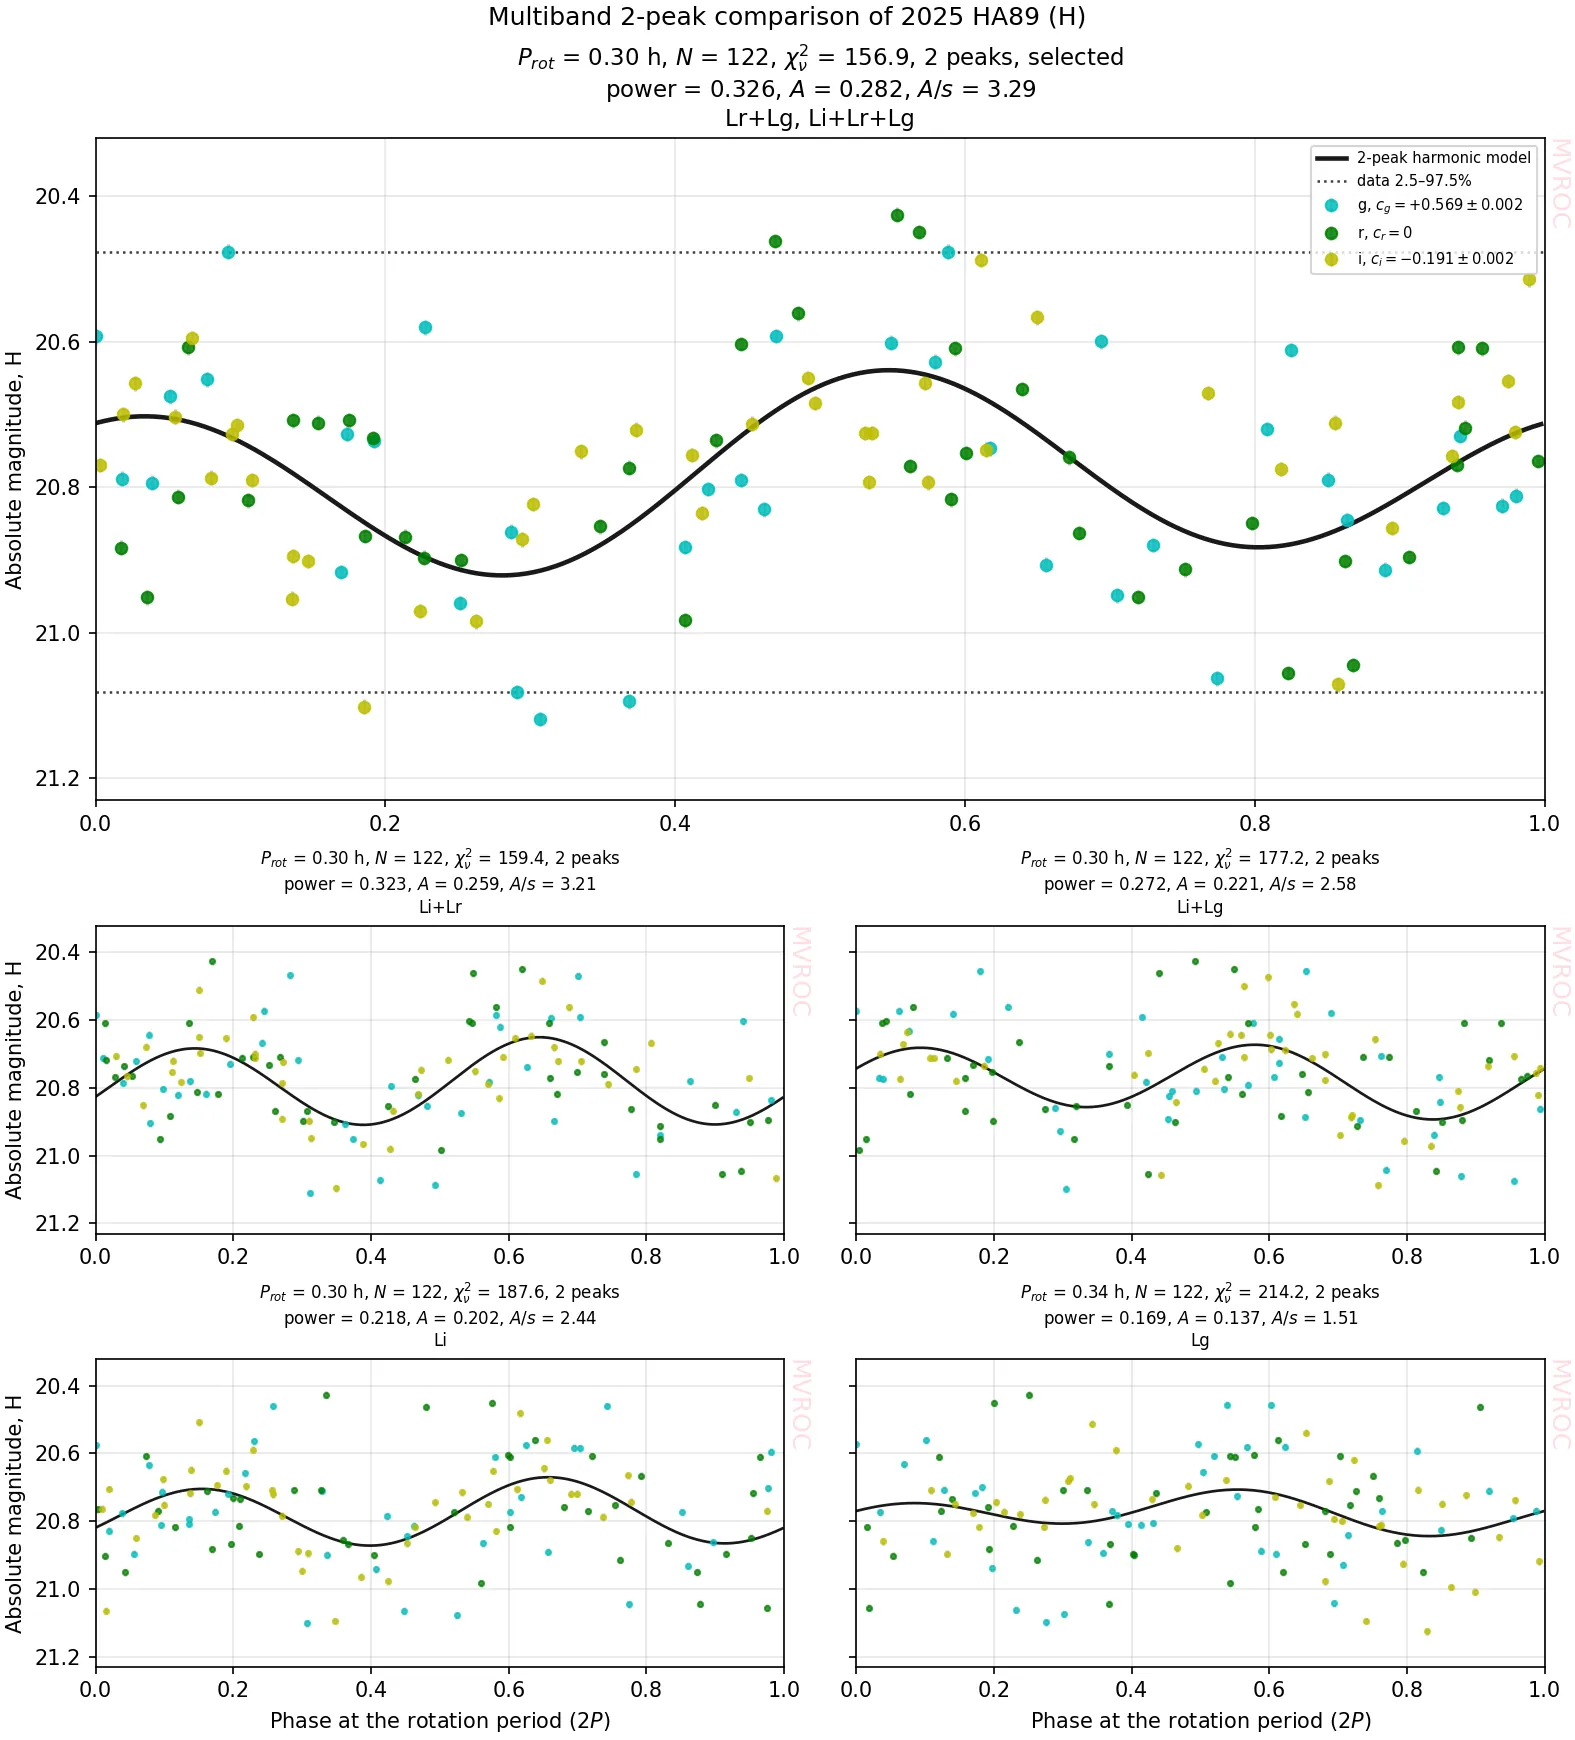 Multiband 2-peak comparison of 2025 HA89 (H)
P_rot = 0.30 h, N = 122, χ²_ν = 156.9, 2 peaks, selected
power = 0.326, A = 0.282, A/s = 3.29
Lr+Lg, Li+Lr+Lg
2-peak harmonic model
data 2.5–97.5%
g, c_g = +0.569 ± 0.002
r, c_r = 0
i, c_i = −0.191 ± 0.002
MVROC
Absolute magnitude, H
20.4
20.6
20.8
21.0
21.2
0.0 0.2 0.4 0.6 0.8 1.0
P_rot = 0.30 h, N = 122, χ²_ν = 159.4, 2 peaks
power = 0.323, A = 0.259, A/s = 3.21
Li+Lr
MVROC
Absolute magnitude, H
20.4
20.6
20.8
21.0
21.2
0.0 0.2 0.4 0.6 0.8 1.0
P_rot = 0.30 h, N = 122, χ²_ν = 177.2, 2 peaks
power = 0.272, A = 0.221, A/s = 2.58
Li+Lg
MVROC
0.0 0.2 0.4 0.6 0.8 1.0
P_rot = 0.30 h, N = 122, χ²_ν = 187.6, 2 peaks
power = 0.218, A = 0.202, A/s = 2.44
Li
MVROC
Absolute magnitude, H
20.4
20.6
20.8
21.0
21.2
0.0 0.2 0.4 0.6 0.8 1.0
Phase at the rotation period (2P)
P_rot = 0.34 h, N = 122, χ²_ν = 214.2, 2 peaks
power = 0.169, A = 0.137, A/s = 1.51
Lg
MVROC
0.0 0.2 0.4 0.6 0.8 1.0
Phase at the rotation period (2P)